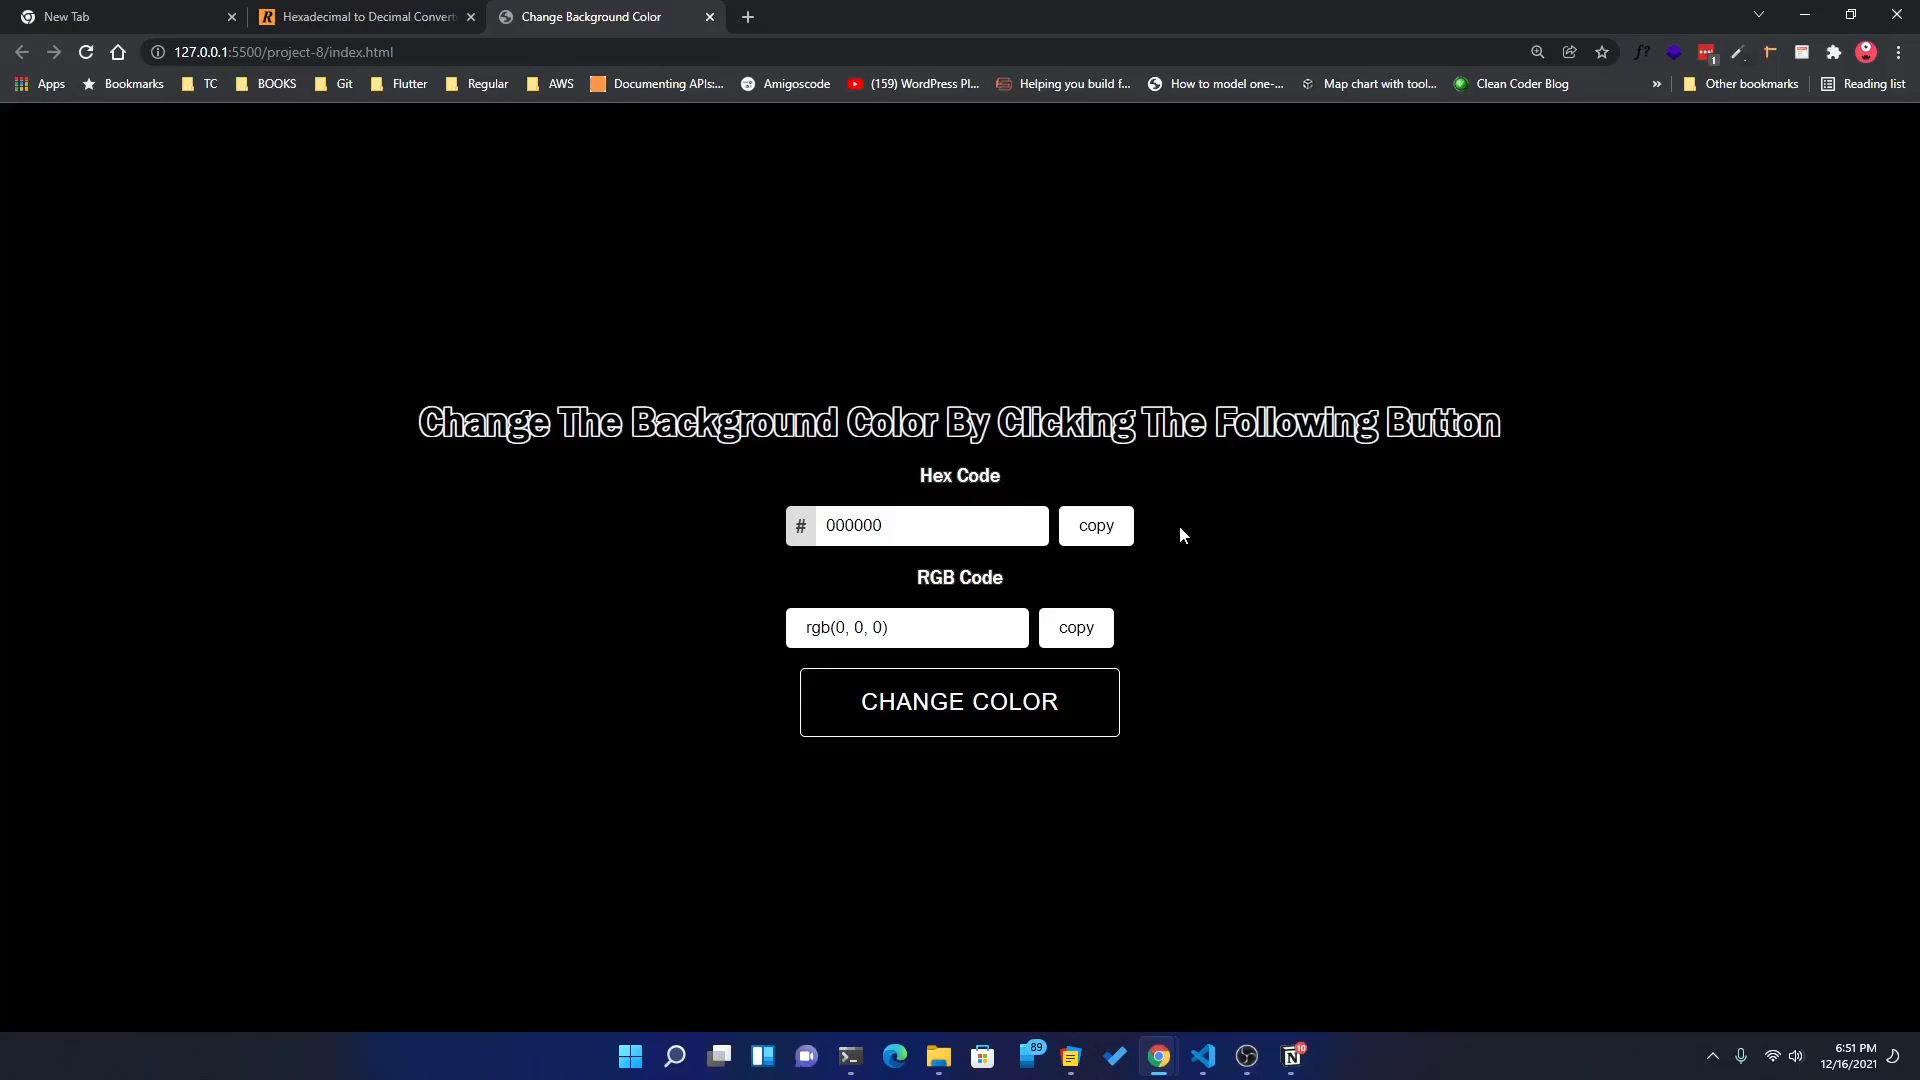 New Tab
Hexadecimal to Decimal Convert
Change Background Color
127.0.0.1:5500/project-8/index.html
f?
1
Apps
Bookmarks
TC
BOOKS
Git
Flutter
Regular
AWS
Documenting APIs:...
Amigoscode
(159) WordPress Pl...
Helping you build f...
How to model one-...
Map chart with tool...
Clean Coder Blog
»
Other bookmarks
Reading list
Change The Background Color By Clicking The Following Button
Hex Code
# 000000 copy
RGB Code
rgb(0, 0, 0) copy
CHANGE COLOR
89
10
6:51 PM
12/16/2021